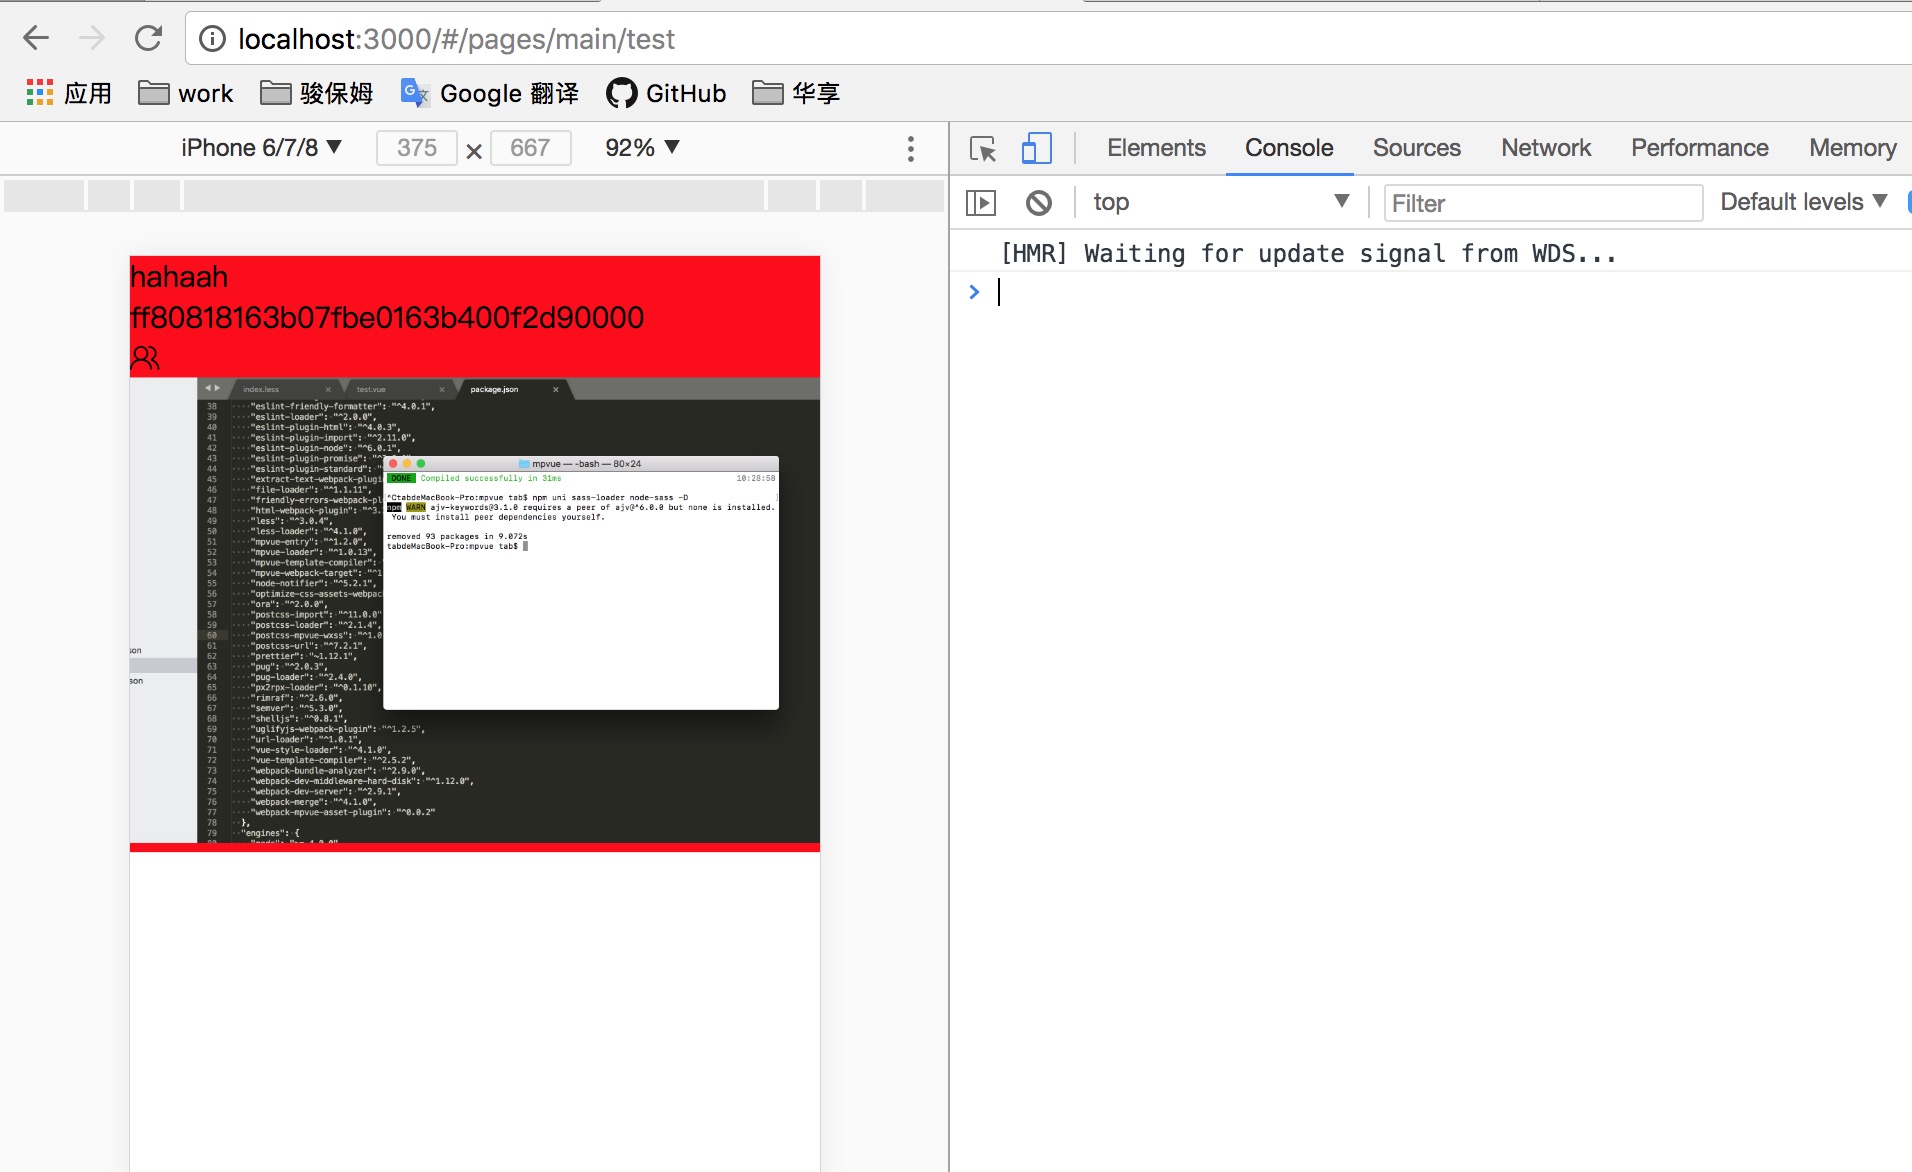 localhost:3000/#/pages/main/test
应用 work 骏保姆 Google 翻译 GitHub 华享
iPhone 6/7/8 ▼ 375 × 667 92% ▼
Elements Console Sources Network Performance Memory
top ▼ Filter Default levels ▼
[HMR] Waiting for update signal from WDS...
>
hahaah
ff80818163b07fbe0163b400f2d90000
index.less × test.vue × package.json ×
38 "eslint-friendly-formatter": "^4.0.1",
39 "eslint-loader": "^2.0.0",
40 "eslint-plugin-html": "^4.0.3",
41 "eslint-plugin-import": "^2.11.0",
42 "eslint-plugin-node": "^6.0.1",
43 "eslint-plugin-promise": "^
44 "eslint-plugin-standard": "
45 "extract-text-webpack-plugi
46 "file-loader": "^1.1.11",
47 "friendly-errors-webpack-pl
48 "html-webpack-plugin": "^3.
49 "less": "^3.0.4",
50 "less-loader": "^4.1.0",
51 "mpvue-entry": "^1.2.0",
52 "mpvue-loader": "^1.0.13",
53 "mpvue-template-compiler":
54 "mpvue-webpack-target": "^1
55 "node-notifier": "^5.2.1",
56 "optimize-css-assets-webpac
57 "ora": "^2.0.0",
58 "postcss-import": "^11.0.0"
59 "postcss-loader": "^2.1.4",
60 "postcss-mpvue-wxss": "^1.0
61 "postcss-url": "^7.2.1",
62 "prettier": "~1.12.1",
63 "pug": "^2.0.3",
64 "pug-loader": "^2.4.0",
65 "px2rpx-loader": "^0.1.10",
66 "rimraf": "^2.6.0",
67 "semver": "^5.3.0",
68 "shelljs": "^0.8.1",
69 "uglifyjs-webpack-plugin": "^1.2.5",
70 "url-loader": "^1.0.1",
71 "vue-style-loader": "^4.1.0",
72 "vue-template-compiler": "^2.5.2",
73 "webpack-bundle-analyzer": "^2.9.0",
74 "webpack-dev-middleware-hard-disk": "^1.12.0",
75 "webpack-dev-server": "^2.9.1",
76 "webpack-merge": "^4.1.0",
77 "webpack-mpvue-asset-plugin": "^0.0.2"
78 },
79 "engines": {
son
son
mpvue — -bash — 80×24
DONE Compiled successfully in 31ms 10:28:58
^CtabdeMacBook-Pro:mpvue tab$ npm uni sass-loader node-sass -D
npm WARN ajv-keywords@3.1.0 requires a peer of ajv@^6.0.0 but none is installed.
You must install peer dependencies yourself.
removed 93 packages in 9.072s
tabdeMacBook-Pro:mpvue tab$